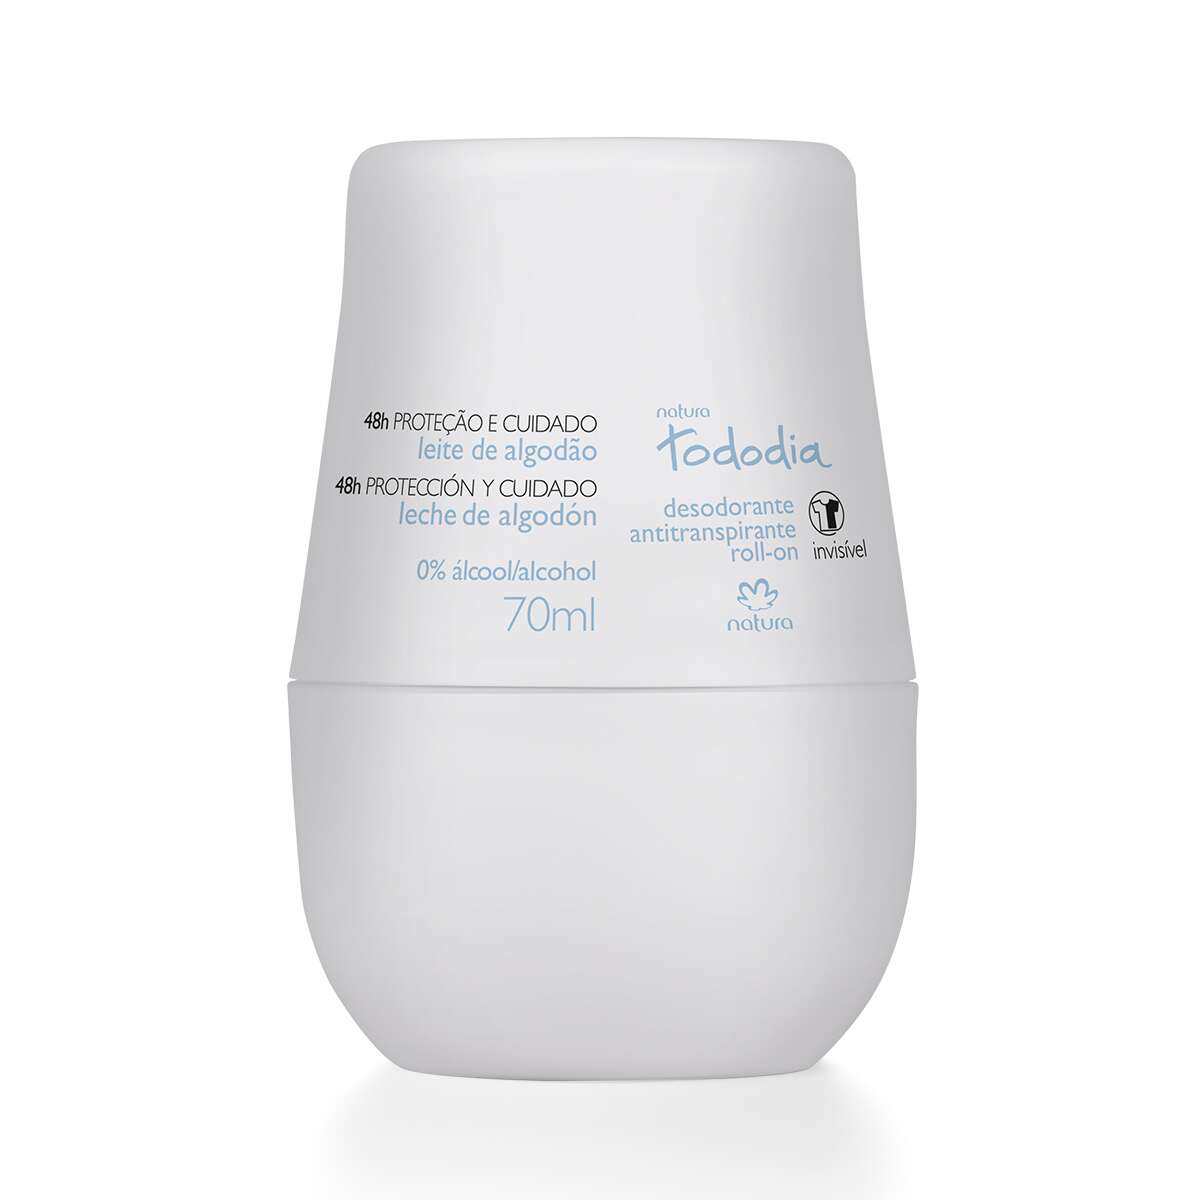 48h PROTEÇÃO E CUIDADO
leite de algodão
48h PROTECCIÓN Y CUIDADO
leche de algodón
0% álcool/alcohol
70ml
natura
tododia
desodorante
antitranspirante
roll-on
invisível
natura